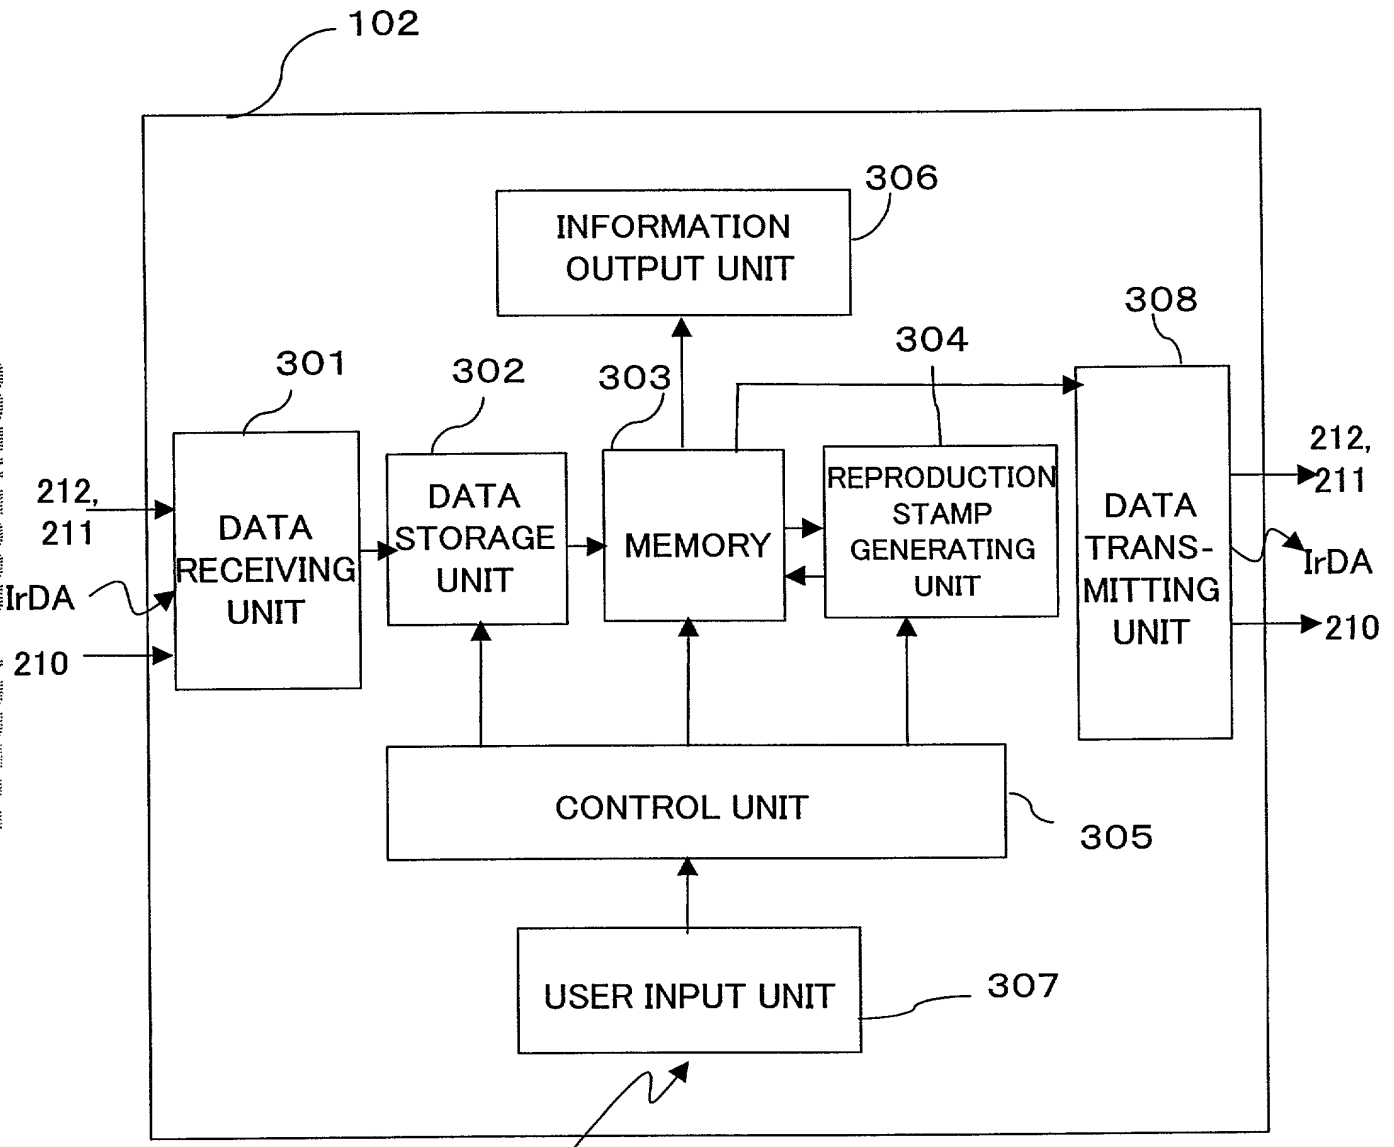 102
306
INFORMATION
OUTPUT UNIT
308
304
301
302
303
212,
211
IrDA
210
DATA
RECEIVING
UNIT
DATA
STORAGE
UNIT
MEMORY
REPRODUCTION
STAMP
GENERATING
UNIT
DATA
TRANS-
MITTING
UNIT
212,
211
IrDA
210
CONTROL UNIT
305
USER INPUT UNIT
307